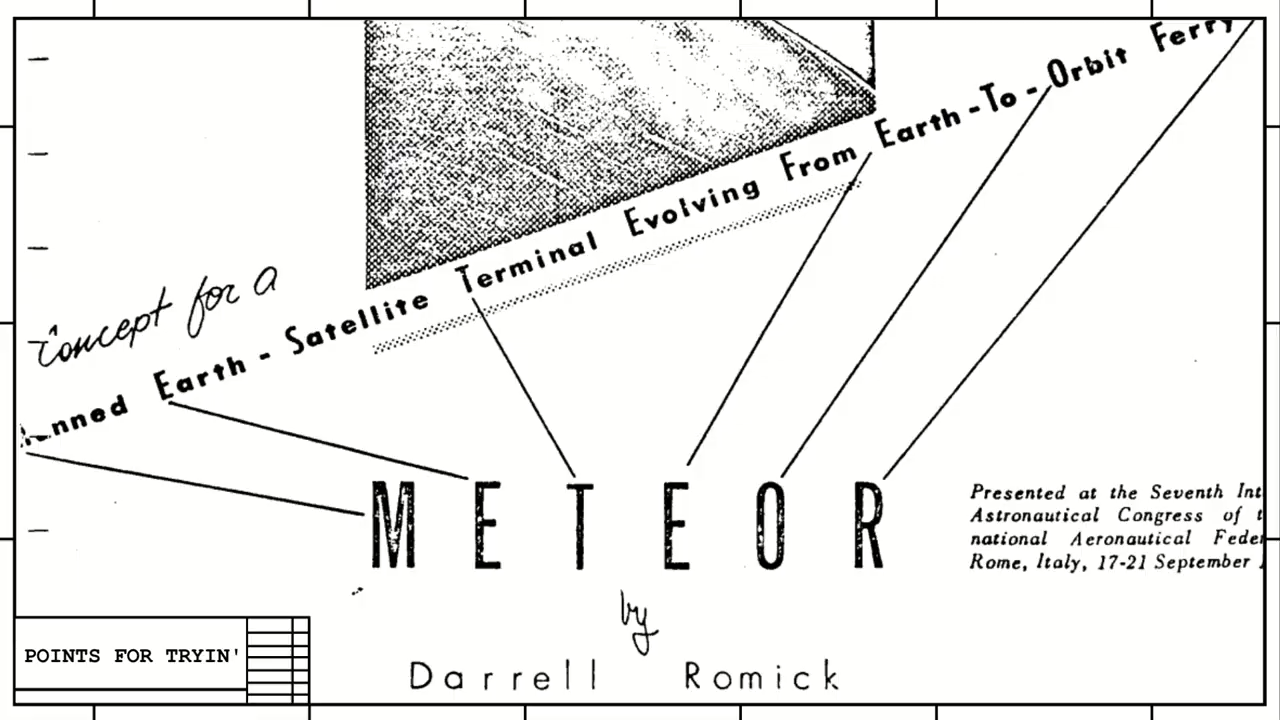 Concept for a
nned Earth - Satellite Terminal Evolving From Earth - To - Orbit Ferry
METEOR
Presented at the Seventh Int
Astronautical Congress of t
national Aeronautical Feder
Rome, Italy, 17-21 September
by
Darrell Romick
POINTS FOR TRYIN'